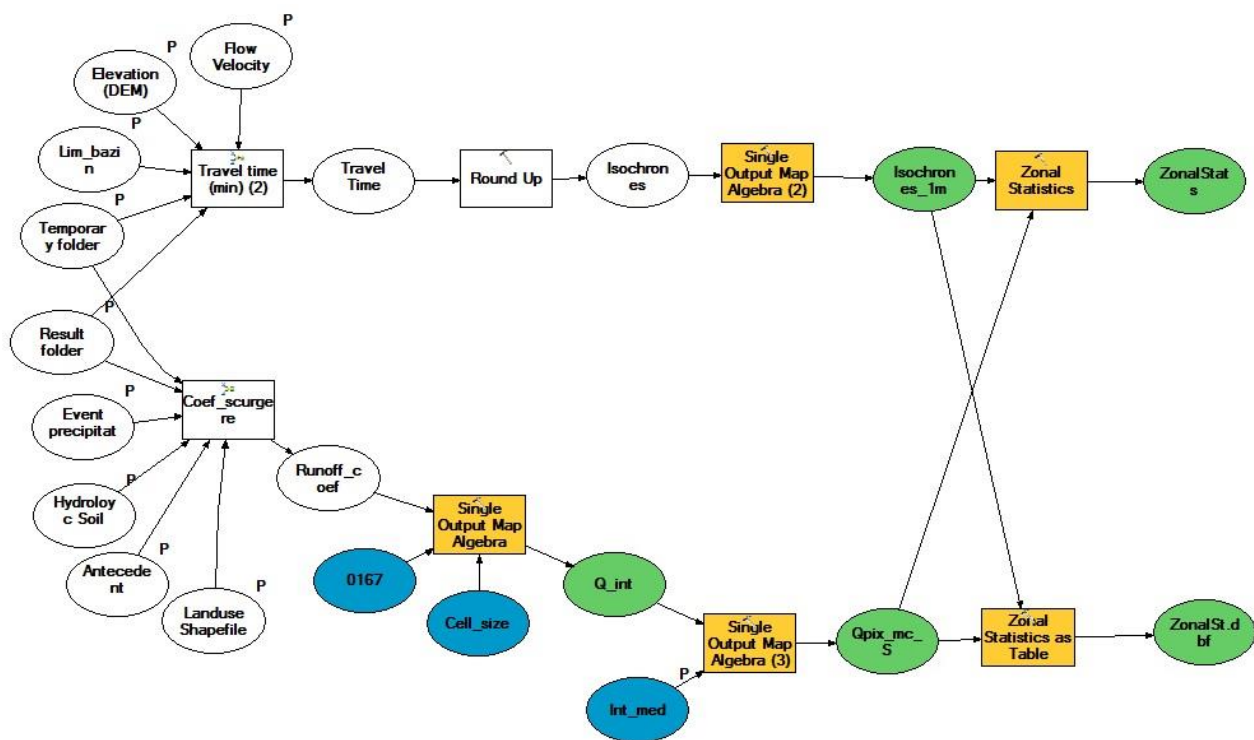 P
Flow
Velocity
P
Elevation
(DEM)
P
Lim_bazi
n
Travel time
(min) (2)
Travel
Time
Round Up
Isochron
es
Single
Output Map
Algebra (2)
Isochron
es_1m
Zonal
Statistics
ZonalStat
s
P
Temporar
y folder
P
Result
folder
Coef_scurge
re
P
Event
precipitat
Runoff_c
oef
P
Hydroloy
c Soil
P
Antecede
nt
P
Landuse
Shapefile
Single
Output Map
Algebra
0167
Cell_size
Q_int
Single
Output Map
Algebra (3)
P
Int_med
Qpix_mc_
S
Zonal
Statistics as
Table
ZonalSt.d
bf